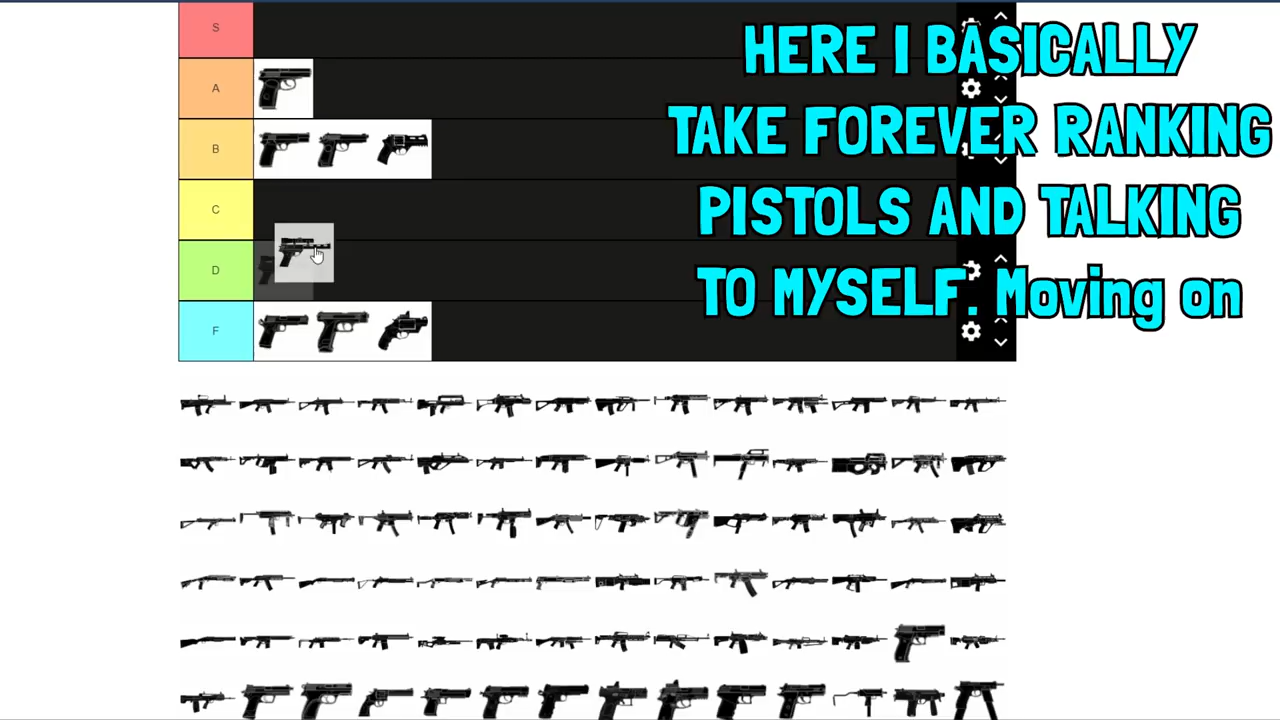 S
A
B
C
D
F
HERE I BASICALLY
TAKE FOREVER RANKING
PISTOLS AND TALKING
TO MYSELF. Moving on